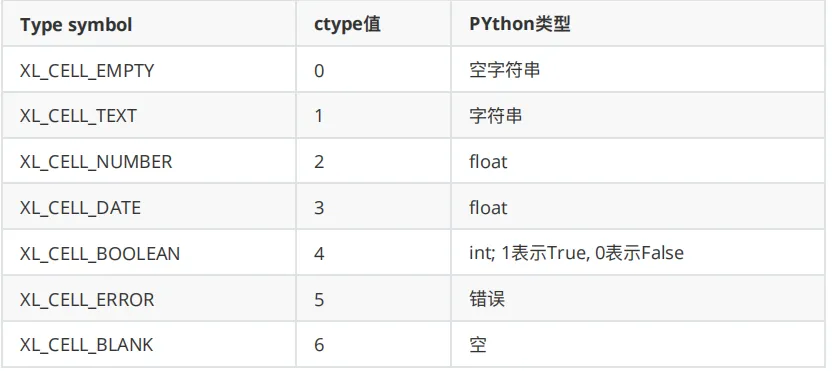 Type symbol ctype值 PYthon类型
XL_CELL_EMPTY 0 空字符串
XL_CELL_TEXT 1 字符串
XL_CELL_NUMBER 2 float
XL_CELL_DATE 3 float
XL_CELL_BOOLEAN 4 int; 1表示True, 0表示False
XL_CELL_ERROR 5 错误
XL_CELL_BLANK 6 空